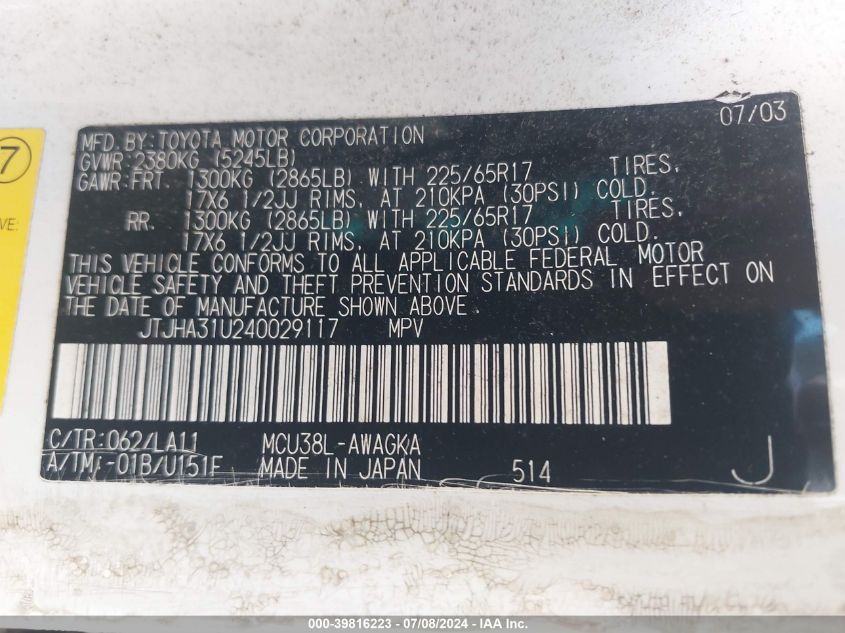 07/03
MFD. BY: TOYOTA MOTOR CORPORATION
GVWR: 2380KG (5245LB)
GAWR: FRT. 1300KG (2865LB) WITH 225/65R17 TIRES,
17X6 1/2JJ RIMS, AT 210KPA (30PSI) COLD.
RR. 1300KG (2865LB) WITH 225/65R17 TIRES,
17X6 1/2JJ RIMS, AT 210KPA (30PSI) COLD.
THIS VEHICLE CONFORMS TO ALL APPLICABLE FEDERAL MOTOR
VEHICLE SAFETY AND THEFT PREVENTION STANDARDS IN EFFECT ON
THE DATE OF MANUFACTURE SHOWN ABOVE.
JTJHA31U240029117 MPV
C/TR: 062/LA11 MCU38L-AWAGKA
A/TM: -01B/U151F MADE IN JAPAN 514 J
7
VE:
000-39816223 - 07/08/2024 - IAA Inc.